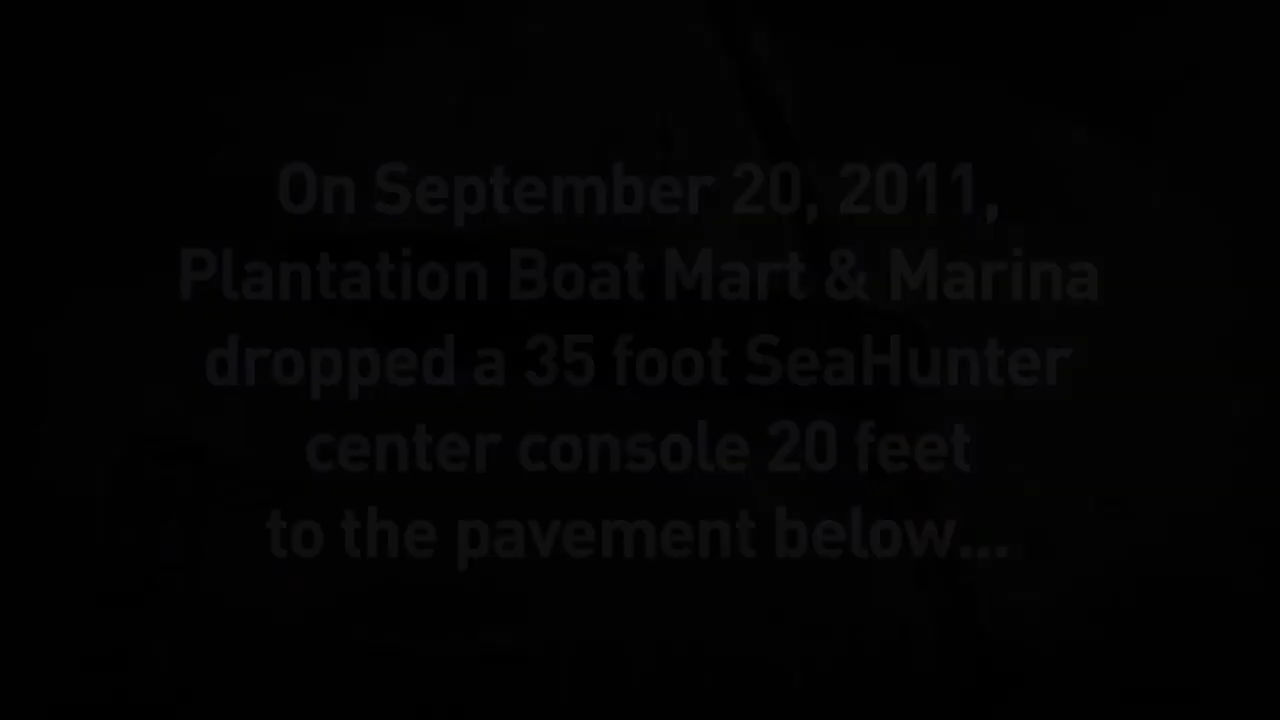 On September 20, 2011,
Plantation Boat Mart & Marina
dropped a 35 foot SeaHunter
center console 20 feet
to the pavement below...